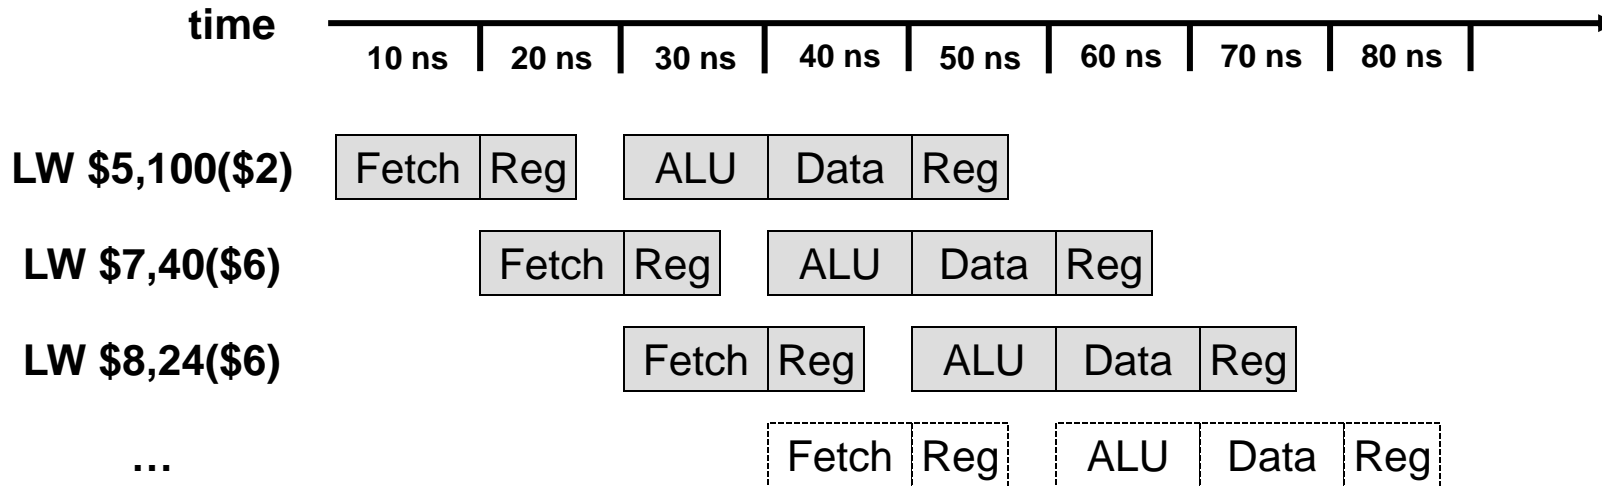 time 10 ns 20 ns 30 ns 40 ns 50 ns 60 ns 70 ns 80 ns
LW $5,100($2) Fetch Reg ALU Data Reg
LW $7,40($6) Fetch Reg ALU Data Reg
LW $8,24($6) Fetch Reg ALU Data Reg
… Fetch Reg ALU Data Reg